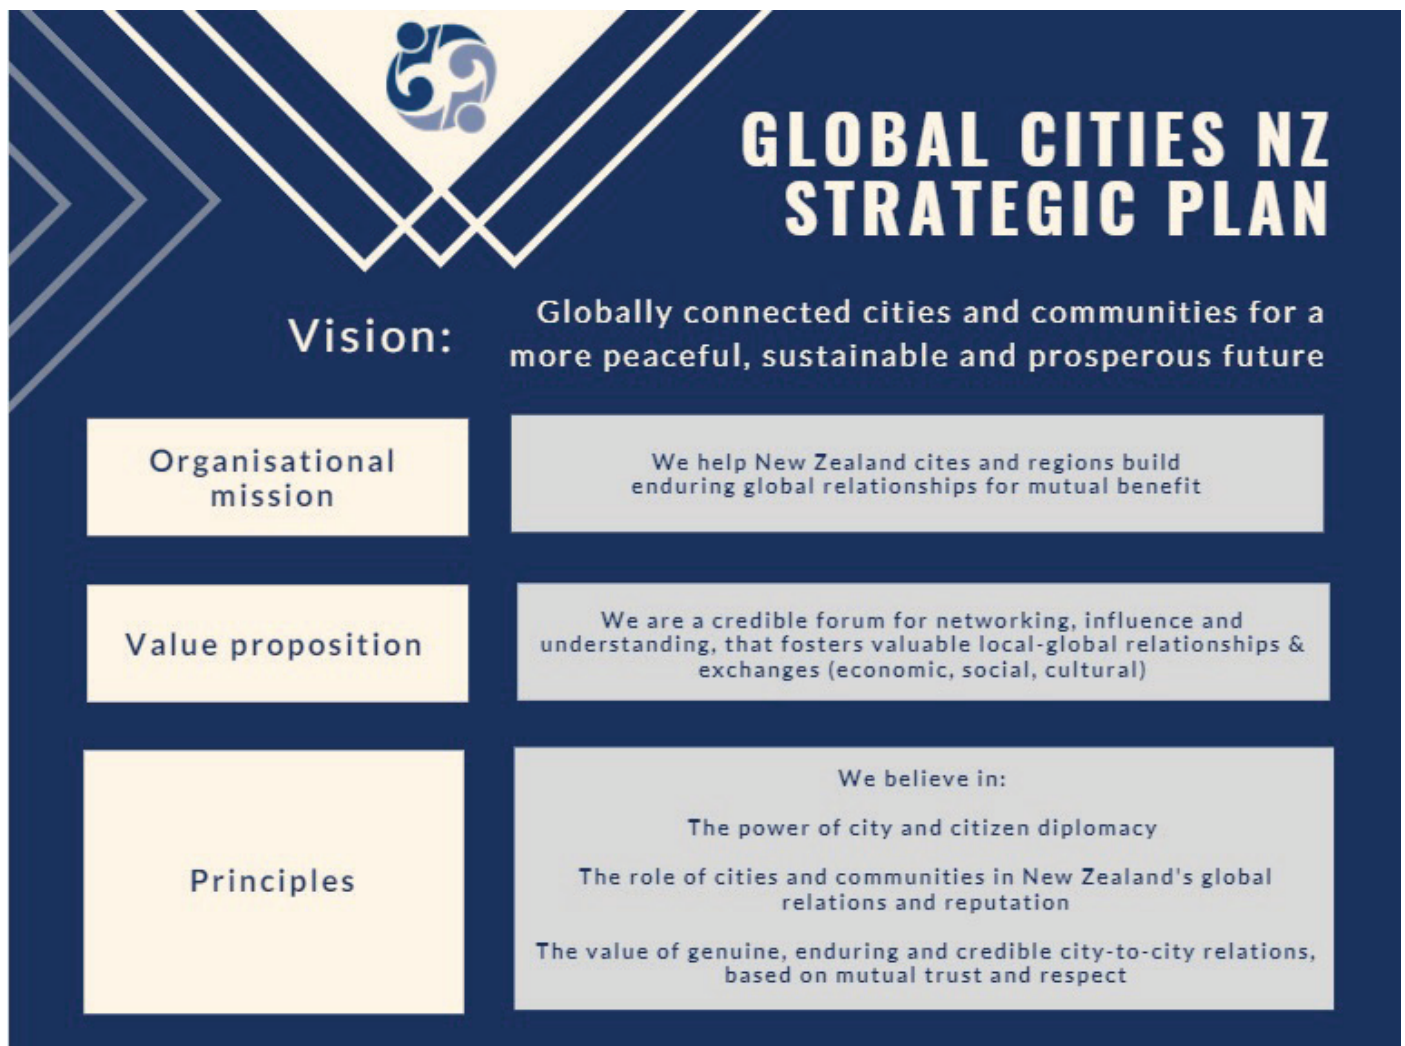 GLOBAL CITIES NZ
STRATEGIC PLAN
Vision:
Globally connected cities and communities for a
more peaceful, sustainable and prosperous future
Organisational
mission
We help New Zealand cites and regions build
enduring global relationships for mutual benefit
Value proposition
We are a credible forum for networking, influence and
understanding, that fosters valuable local-global relationships &
exchanges (economic, social, cultural)
Principles
We believe in:
The power of city and citizen diplomacy
The role of cities and communities in New Zealand's global
relations and reputation
The value of genuine, enduring and credible city-to-city relations,
based on mutual trust and respect